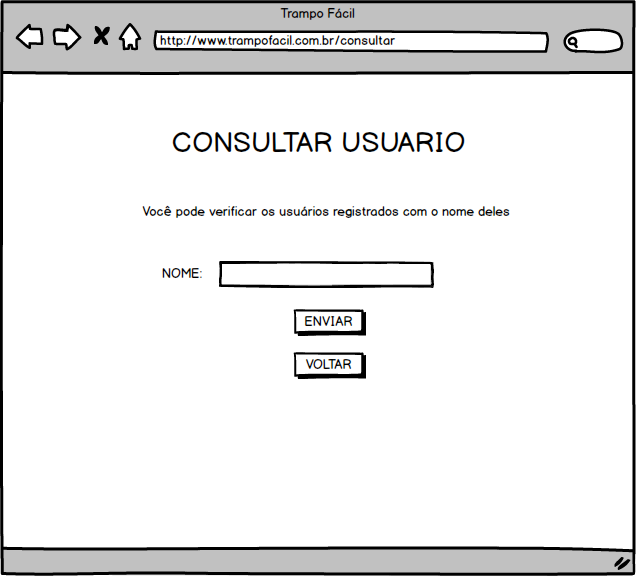 Trampo Fácil
http://www.trampofacil.com.br/consultar
CONSULTAR USUARIO
Você pode verificar os usuários registrados com o nome deles
NOME:
ENVIAR
VOLTAR